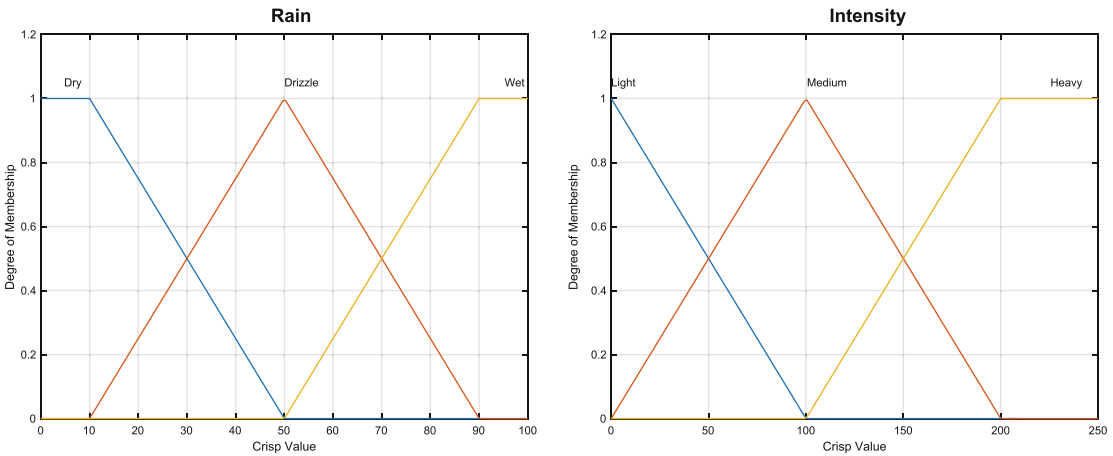 Rain
1.2
1
0.8
0.6
0.4
0.2
0
Degree of Membership
Dry
Drizzle
Wet
0 10 20 30 40 50 60 70 80 90 100
Crisp Value
Intensity
1.2
1
0.8
0.6
0.4
0.2
0
Degree of Membership
Light
Medium
Heavy
0 50 100 150 200 250
Crisp Value